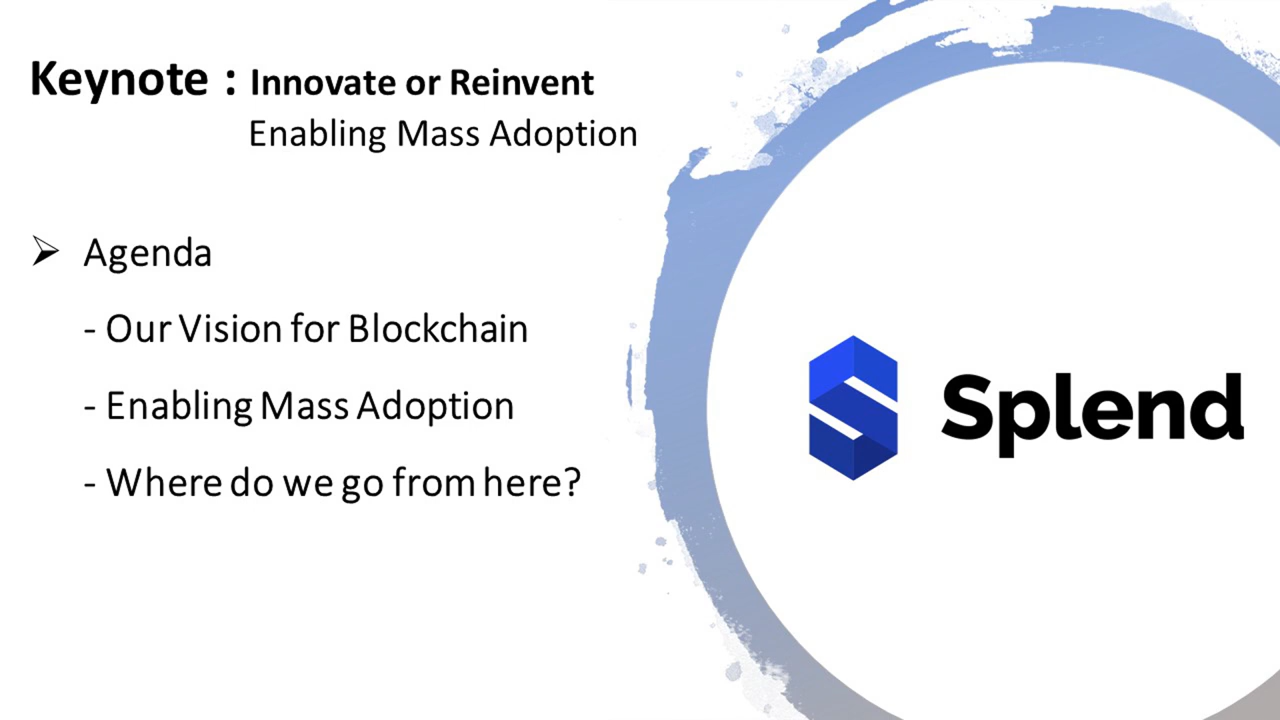 Keynote : Innovate or Reinvent
Enabling Mass Adoption
➢ Agenda
- Our Vision for Blockchain
- Enabling Mass Adoption
- Where do we go from here?
Splend